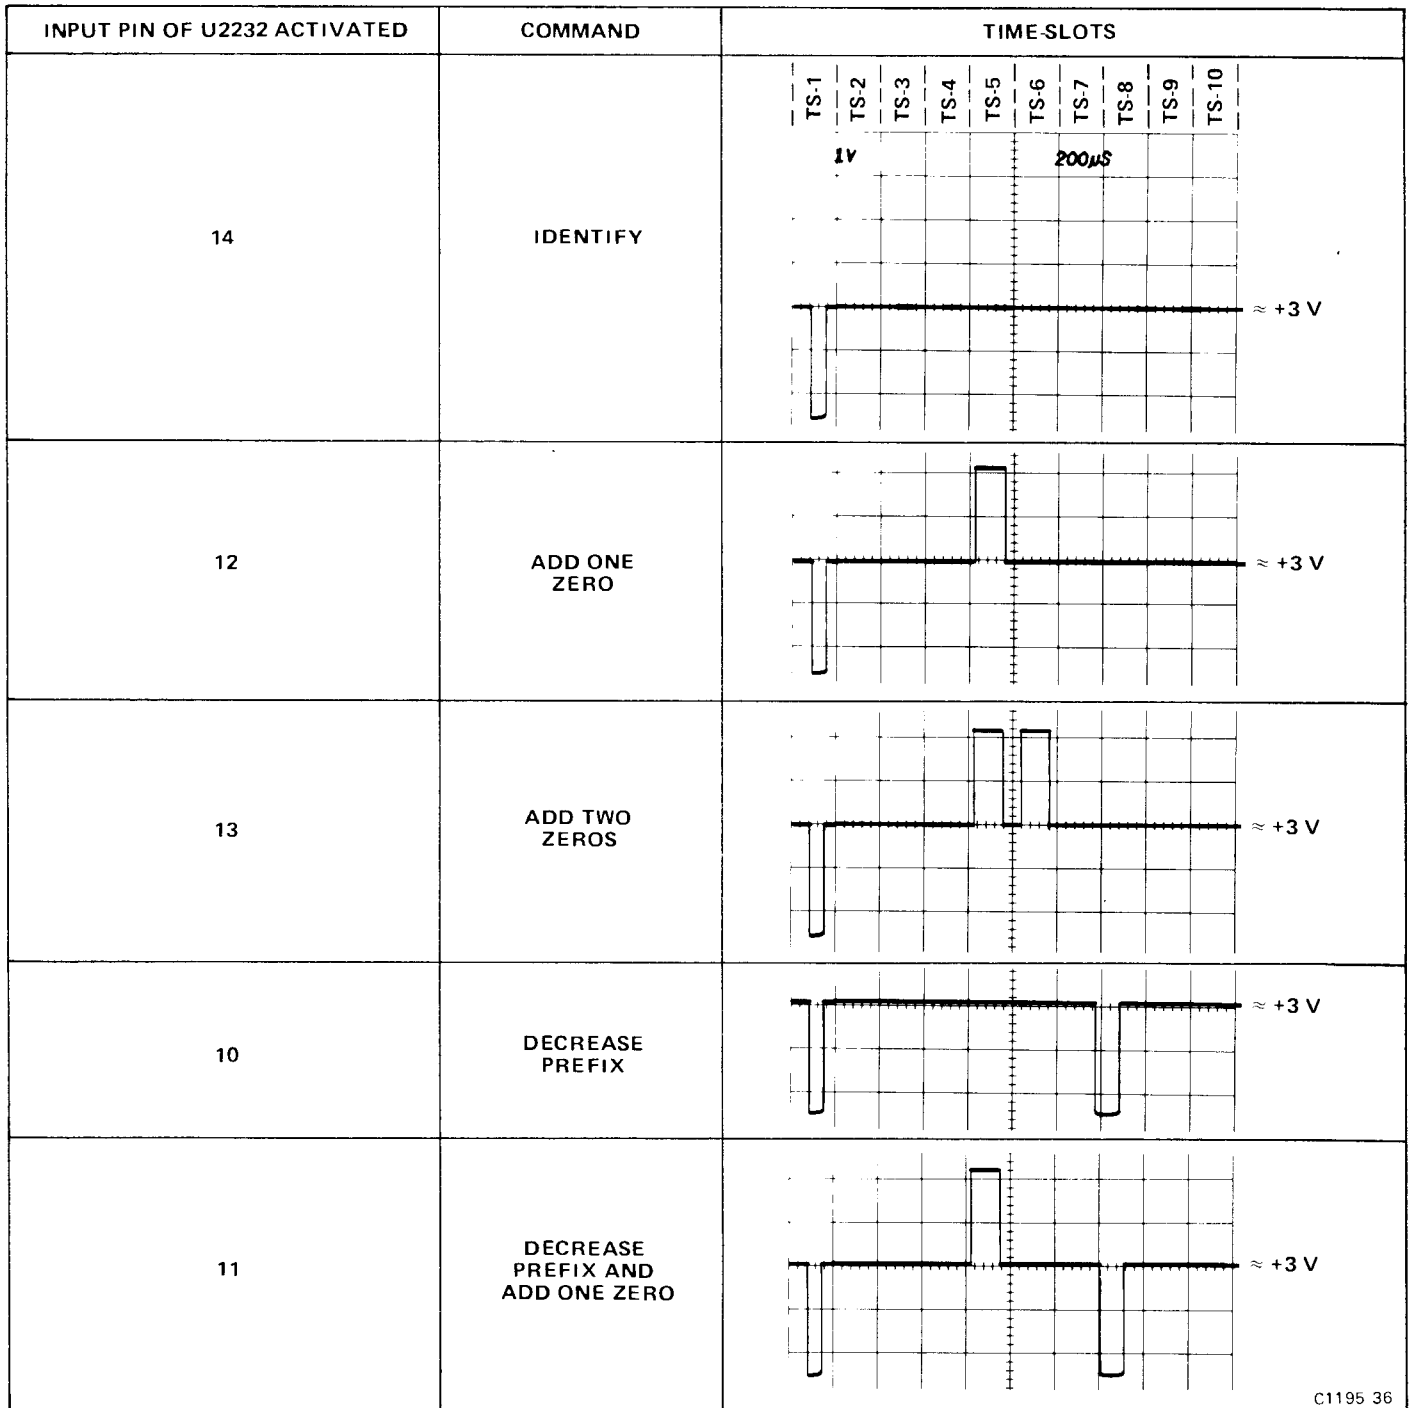 INPUT PIN OF U2232 ACTIVATED
COMMAND
TIME-SLOTS
TS-1
TS-2
TS-3
TS-4
TS-5
TS-6
TS-7
TS-8
TS-9
TS-10
1V
200µS
14
IDENTIFY
≈ +3 V
12
ADD ONE
ZERO
≈ +3 V
13
ADD TWO
ZEROS
≈ +3 V
10
DECREASE
PREFIX
≈ +3 V
11
DECREASE
PREFIX AND
ADD ONE ZERO
≈ +3 V
C1195 36